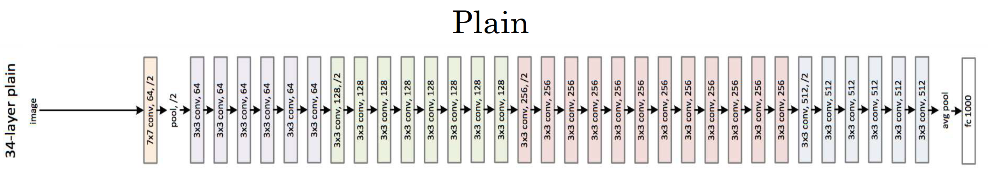 Plain
34-layer plain
image
7x7 conv, 64, /2
pool, /2
3x3 conv, 64
3x3 conv, 64
3x3 conv, 64
3x3 conv, 64
3x3 conv, 64
3x3 conv, 64
3x3 conv, 128, /2
3x3 conv, 128
3x3 conv, 128
3x3 conv, 128
3x3 conv, 128
3x3 conv, 128
3x3 conv, 128
3x3 conv, 128
3x3 conv, 256, /2
3x3 conv, 256
3x3 conv, 256
3x3 conv, 256
3x3 conv, 256
3x3 conv, 256
3x3 conv, 256
3x3 conv, 256
3x3 conv, 256
3x3 conv, 256
3x3 conv, 256
3x3 conv, 256
3x3 conv, 512, /2
3x3 conv, 512
3x3 conv, 512
3x3 conv, 512
3x3 conv, 512
3x3 conv, 512
avg pool
fc 1000